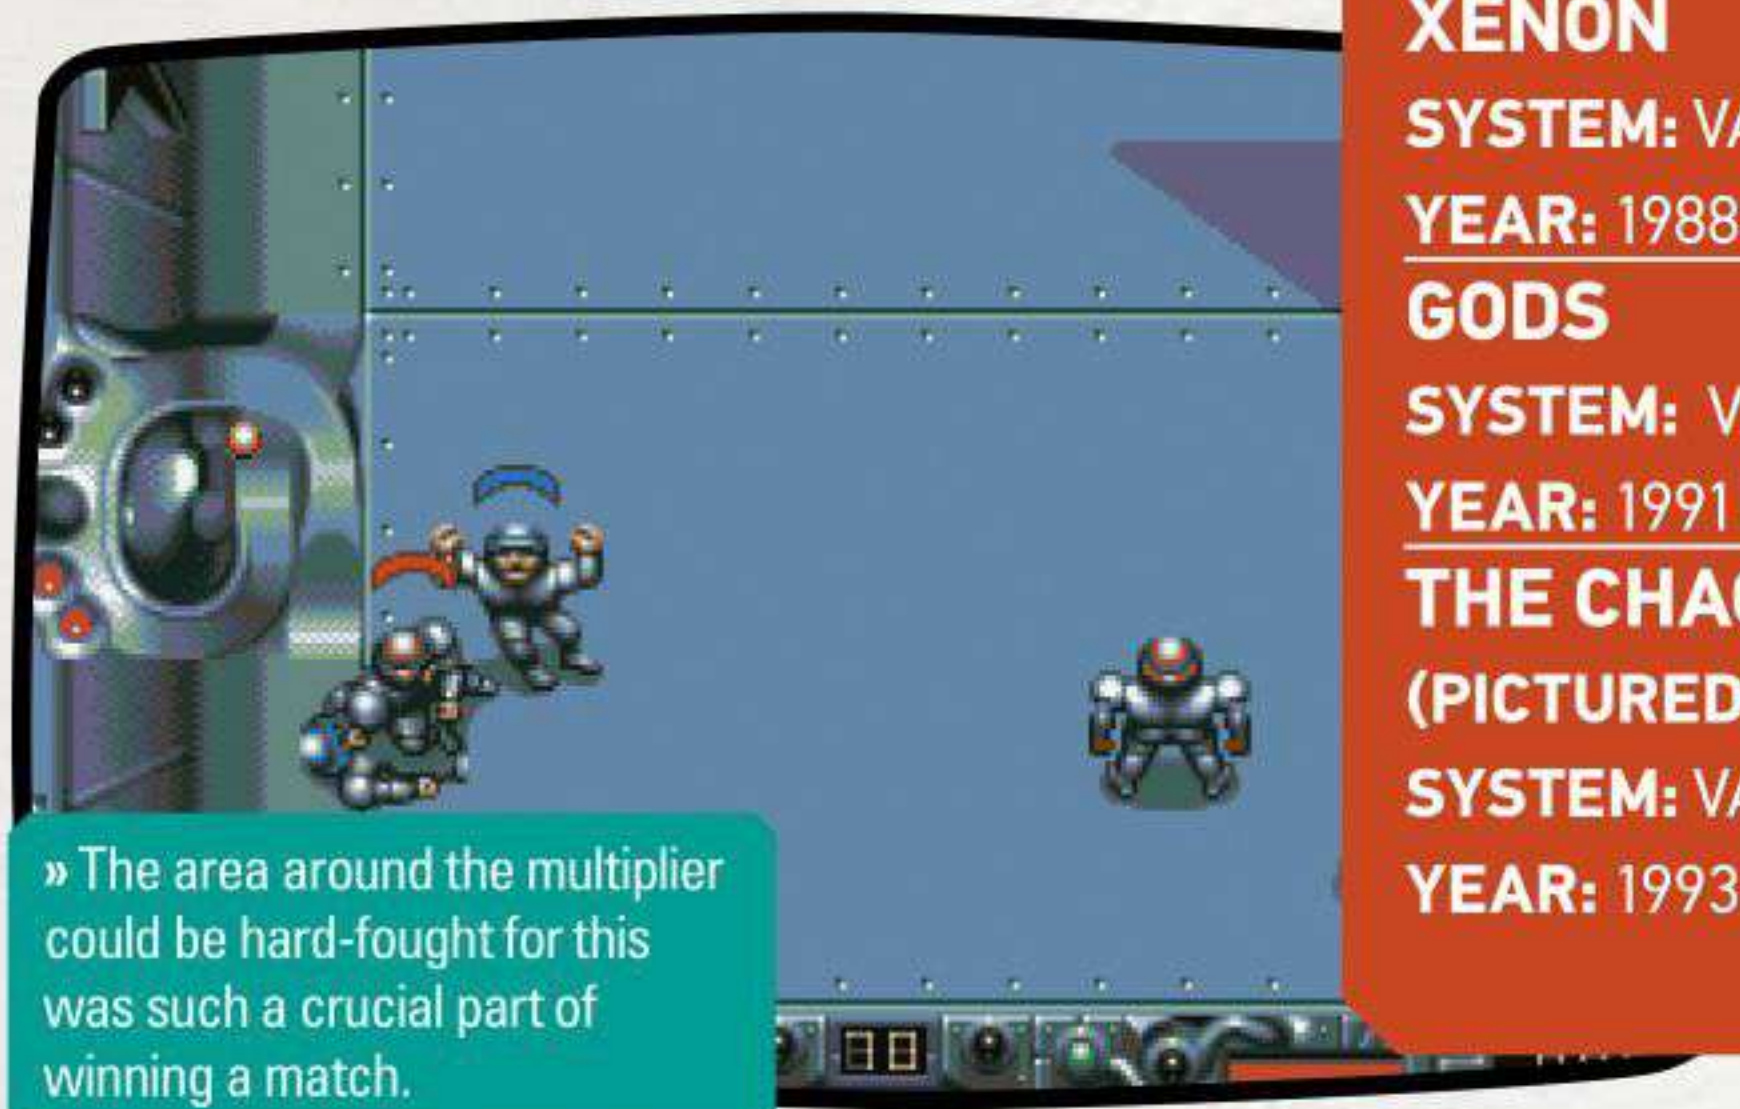 XENON
SYSTEM:
YEAR: 1988
GODS
SYSTEM:
YEAR: 1991
THE
(PICTURED
SYSTEM:
YEAR: 1993
» The area around the multiplier
could be hard-fought for this
was such a crucial part of
winning a match.